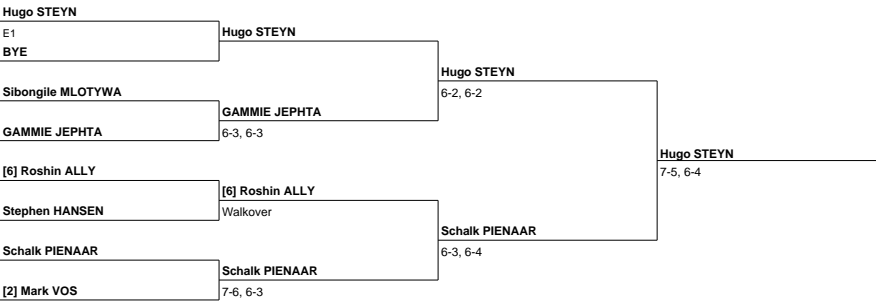 Hugo STEYN
E1
BYE
Sibongile MLOTYWA
GAMMIE JEPHTA
[6] Roshin ALLY
Stephen HANSEN
Schalk PIENAAR
[2] Mark VOS
Hugo STEYN
GAMMIE JEPHTA
6-3, 6-3
[6] Roshin ALLY
Walkover
Schalk PIENAAR
7-6, 6-3
Hugo STEYN
6-2, 6-2
Schalk PIENAAR
6-3, 6-4
Hugo STEYN
7-5, 6-4